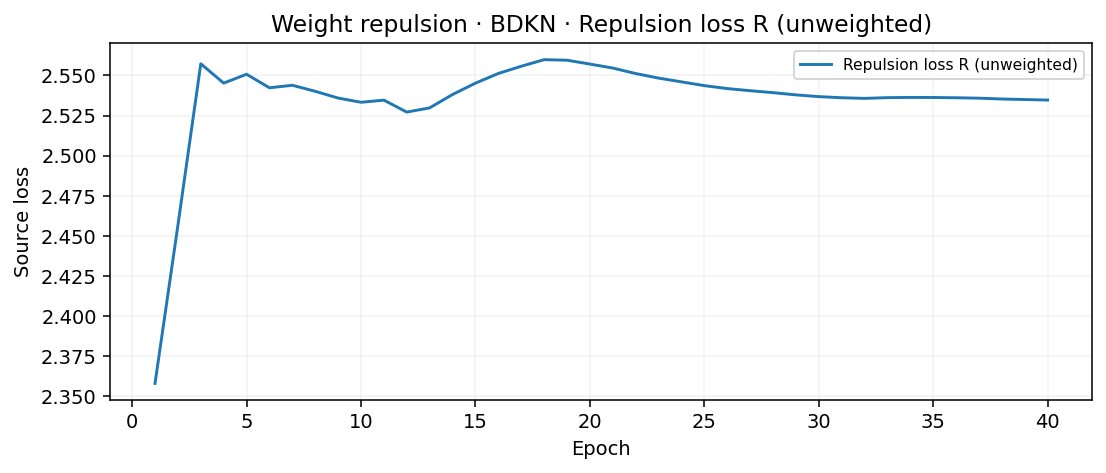 Weight repulsion · BDKN · Repulsion loss R (unweighted)
Repulsion loss R (unweighted)
Source loss
2.550
2.525
2.500
2.475
2.450
2.425
2.400
2.375
2.350
0 5 10 15 20 25 30 35 40
Epoch